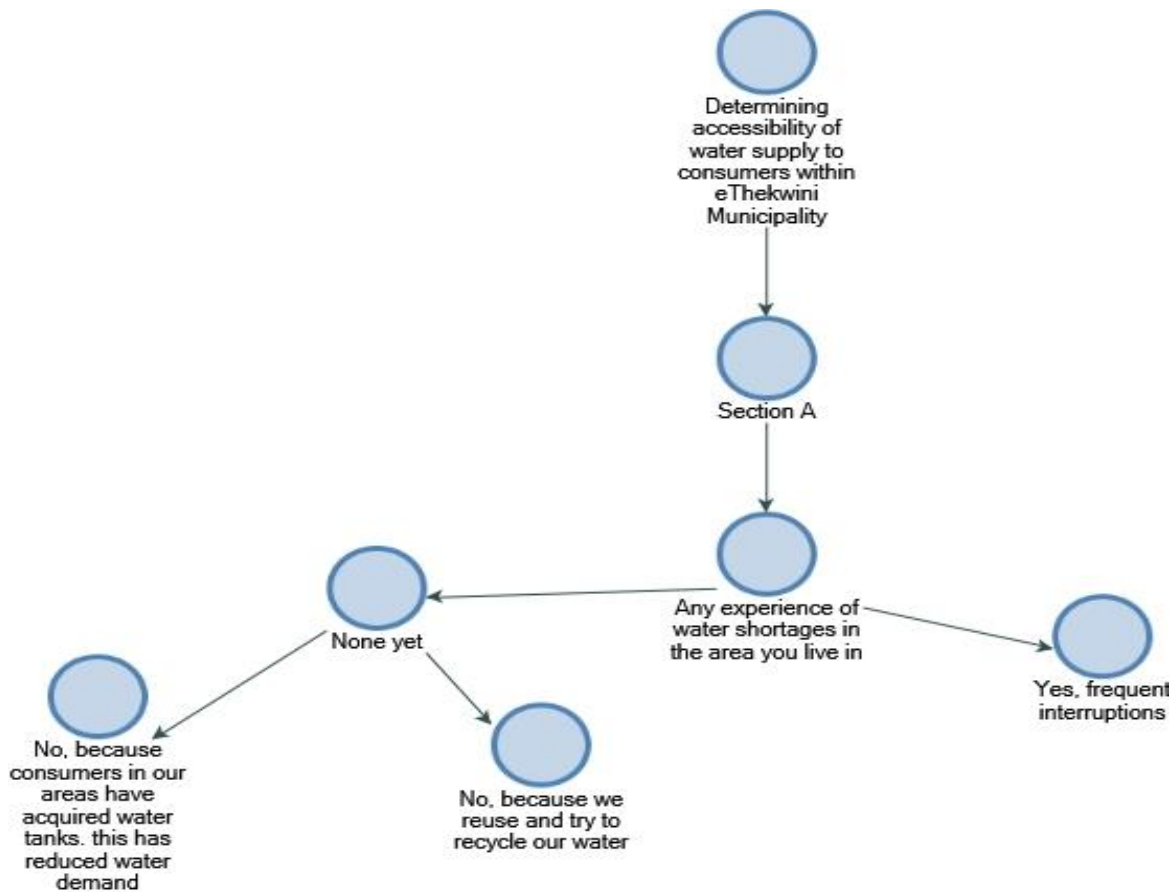 Determining
accessibility of
water supply to
consumers within
eThekwini
Municipality
Section A
Any experience of
water shortages in
the area you live in
None yet
Yes, frequent
interruptions
No, because
consumers in our
areas have
acquired water
tanks. this has
reduced water
demand
No, because we
reuse and try to
recycle our water